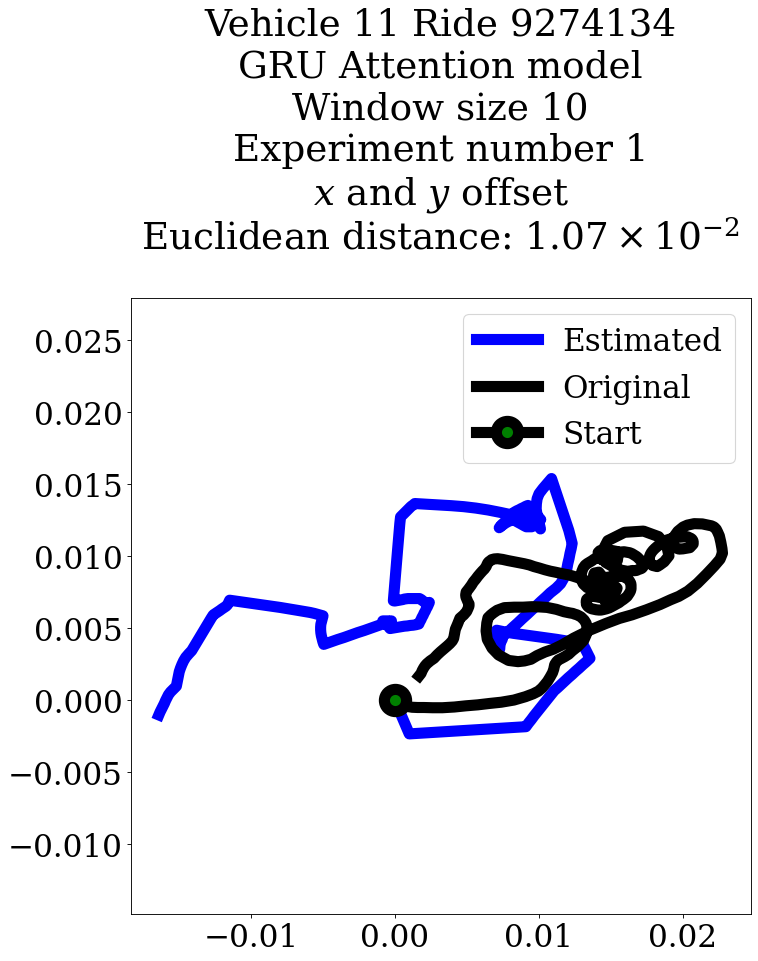 Vehicle 11 Ride 9274134
GRU Attention model
Window size 10
Experiment number 1
x and y offset
Euclidean distance: 1.07 × 10⁻²
Estimated
Original
Start
0.025
0.020
0.015
0.010
0.005
0.000
−0.005
−0.010
−0.01 0.00 0.01 0.02